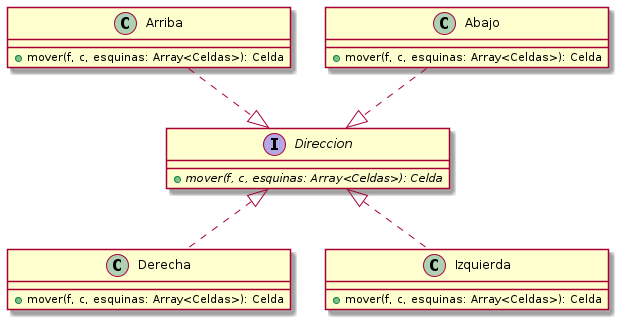 C Arriba
mover(f, c, esquinas: Array<Celdas>): Celda
C Abajo
mover(f, c, esquinas: Array<Celdas>): Celda
I Direccion
mover(f, c, esquinas: Array<Celdas>): Celda
C Derecha
mover(f, c, esquinas: Array<Celdas>): Celda
C Izquierda
mover(f, c, esquinas: Array<Celdas>): Celda